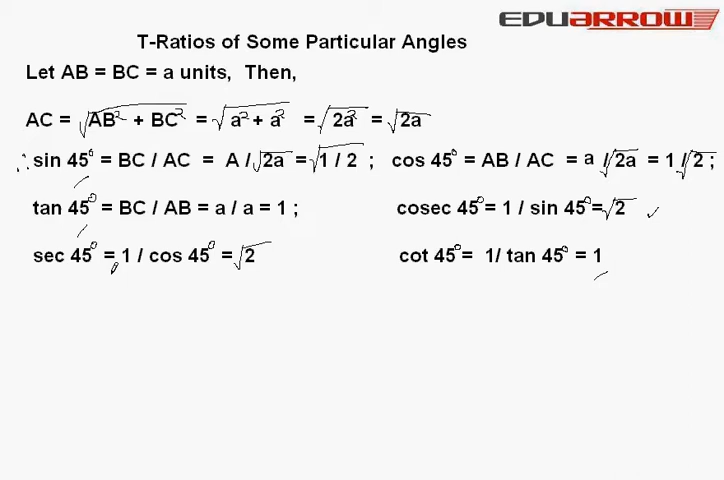 EDUARROW
T-Ratios of Some Particular Angles
Let AB = BC = a units, Then,
AC = √AB² + BC² = √a² + a² = √2a² = √2a
∴ sin 45° = BC / AC = A / √2a = √1 / 2 ; cos 45° = AB / AC = a / √2a = 1 / √2 ;
tan 45° = BC / AB = a / a = 1 ; cosec 45° = 1 / sin 45° = √2
sec 45° = 1 / cos 45° = √2 cot 45° = 1/ tan 45° = 1